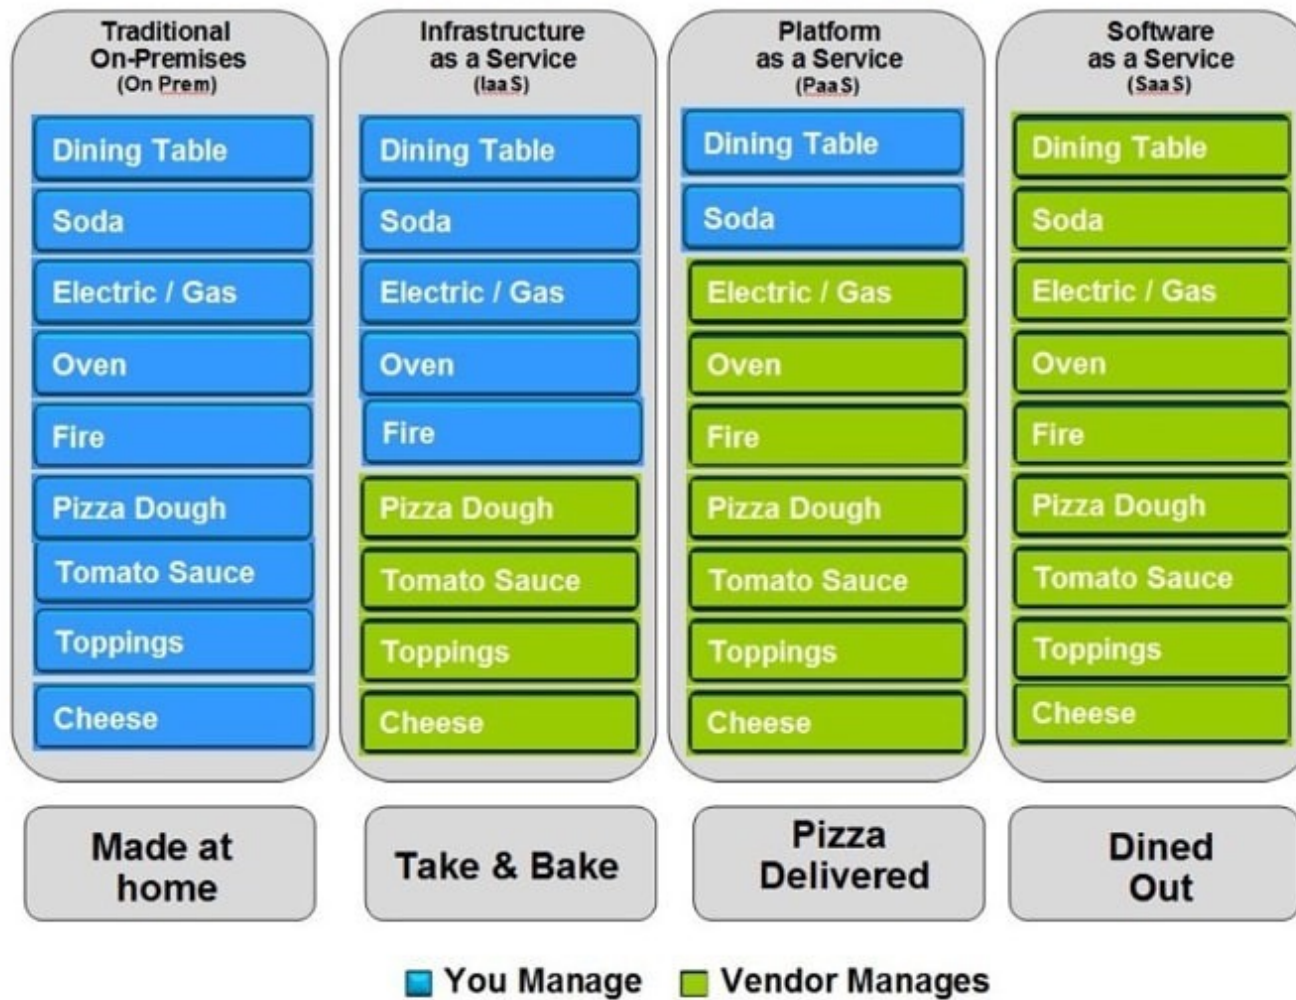 Traditional
On-Premises
(On Prem)
Dining Table
Soda
Electric / Gas
Oven
Fire
Pizza Dough
Tomato Sauce
Toppings
Cheese
Made at
home
Infrastructure
as a Service
(IaaS)
Dining Table
Soda
Electric / Gas
Oven
Fire
Pizza Dough
Tomato Sauce
Toppings
Cheese
Take & Bake
Platform
as a Service
(PaaS)
Dining Table
Soda
Electric / Gas
Oven
Fire
Pizza Dough
Tomato Sauce
Toppings
Cheese
Pizza
Delivered
Software
as a Service
(SaaS)
Dining Table
Soda
Electric / Gas
Oven
Fire
Pizza Dough
Tomato Sauce
Toppings
Cheese
Dined
Out
You Manage
Vendor Manages